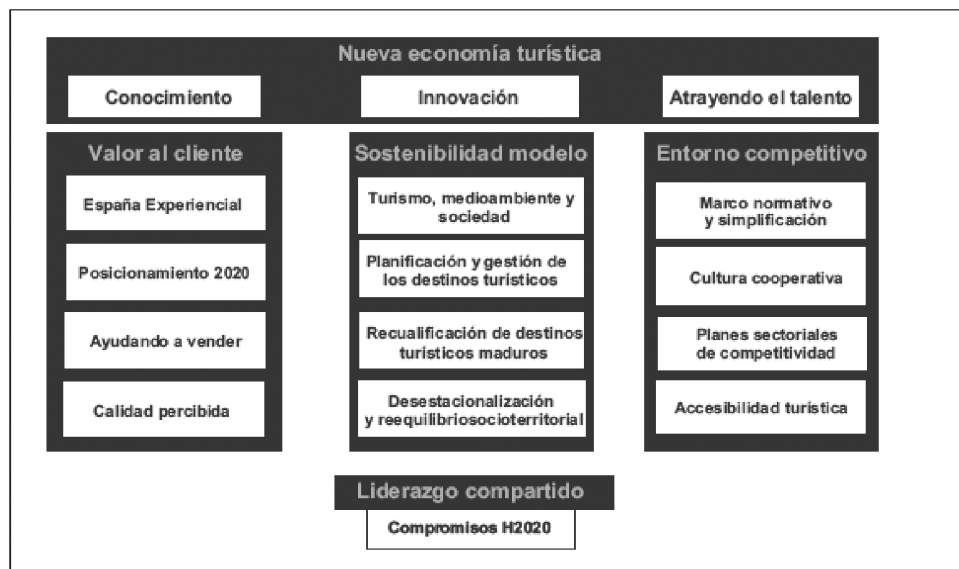 Nueva economía turística
Conocimiento
Innovación
Atrayendo el talento
Valor al cliente
España Experiencial
Posicionamiento 2020
Ayudando a vender
Calidad percibida
Sostenibilidad modelo
Turismo, medioambiente y
sociedad
Planificación y gestión de
los destinos turísticos
Recualificación de destinos
turísticos maduros
Desestacionalización
y reequilibriosocioterritorial
Entorno competitivo
Marco normativo
y simplificación
Cultura cooperativa
Planes sectoriales
de competitividad
Accesibilidad turística
Liderazgo compartido
Compromisos H2020